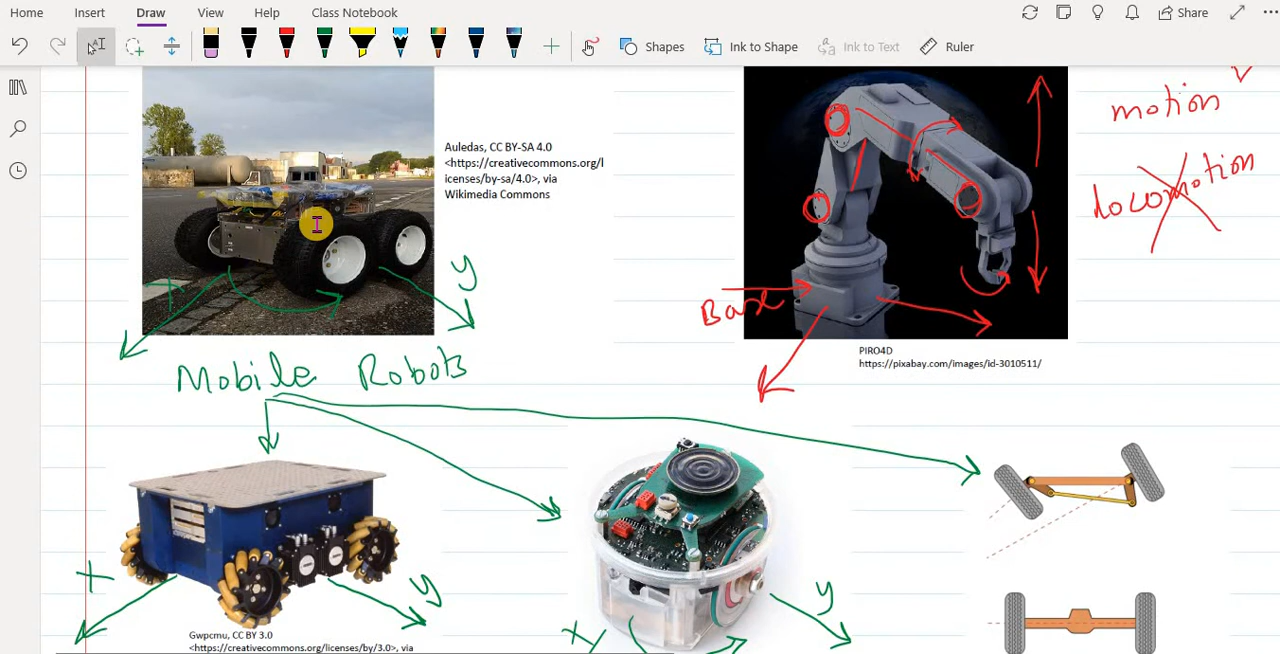 Home Insert Draw View Help Class Notebook Share
Shapes Ink to Shape Ink to Text Ruler
Auledas, CC BY-SA 4.0
<https://creativecommons.org/l
icenses/by-sa/4.0>, via
Wikimedia Commons
motion
locomotion
X
y
Base
PIRO4D
https://pixabay.com/images/id-3010511/
Mobile Robots
X
y
X
y
Gwpcmu, CC BY 3.0
<https://creativecommons.org/licenses/by/3.0>, via